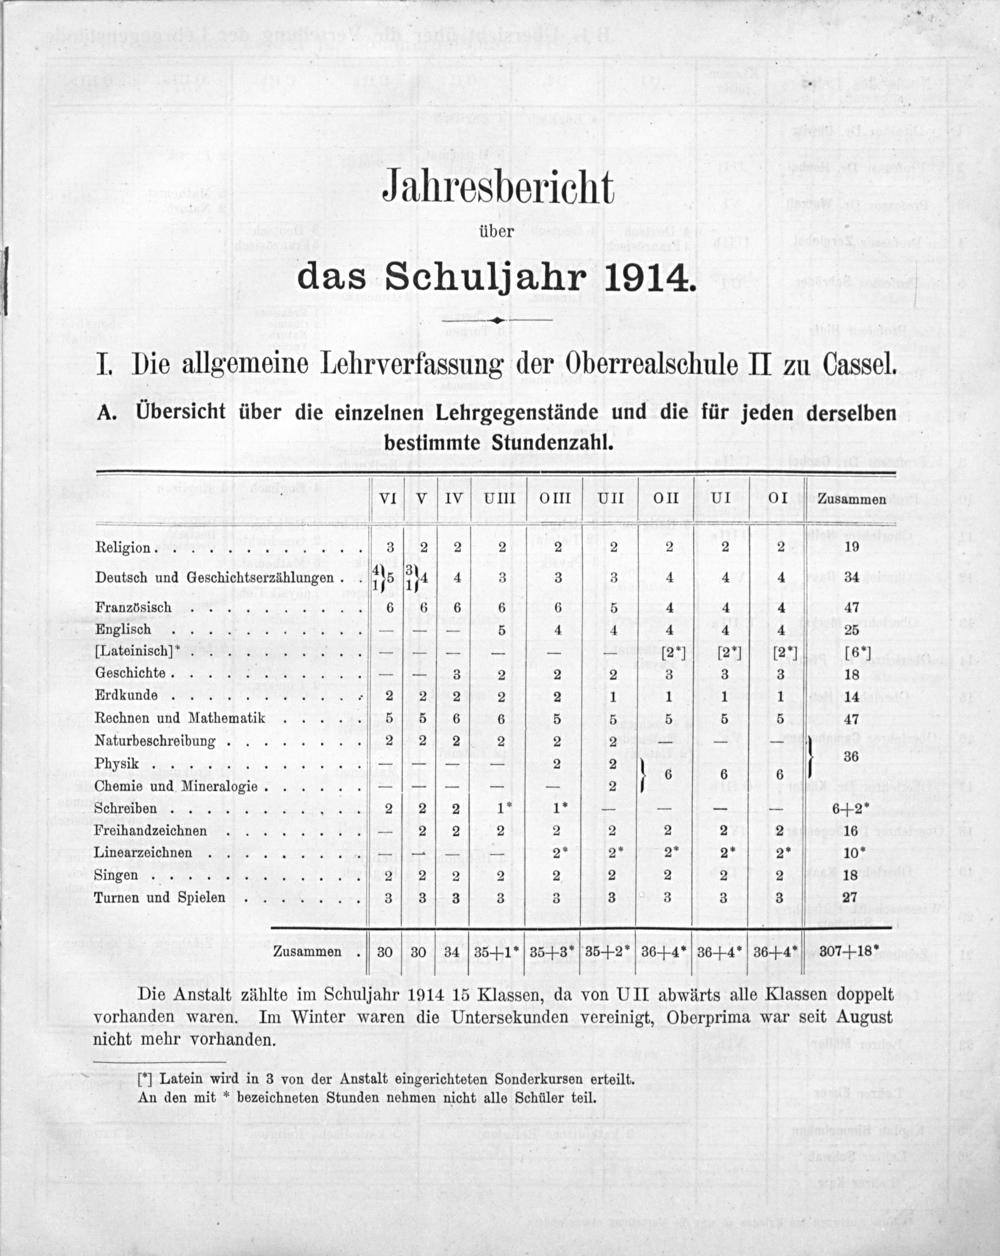 Jahresbericht
über
das Schuljahr 1914.
I. Die allgemeine Lehrverfassung der Oberrealschule II zu Cassel.
A. Übersicht über die einzelnen Lehrgegenstände und die für jeden derselben
bestimmte Stundenzahl.
VI V IV UIII OIII UII OII UI OI Zusammen
Religion. . . . . . . . . . . . 3 2 2 2 2 2 2 2 2 19
Deutsch und Geschichtserzählungen . . 4 1 } 5 3 1 } 4 4 3 3 3 4 4 4 34
Französisch . . . . . . . . . . 6 6 6 6 6 5 4 4 4 47
Englisch . . . . . . . . . . . — — — 5 4 4 4 4 4 25
[Lateinisch]* . . . . . . . . . . — — — — — — [2*] [2*] [2*] [6*]
Geschichte . . . . . . . . . . . — — 3 2 2 2 3 3 3 18
Erdkunde . . . . . . . . . . . 2 2 2 2 2 1 1 1 1 14
Rechnen und Mathematik . . . . . 5 5 6 6 5 5 5 5 5 47
Naturbeschreibung . . . . . . . . 2 2 2 2 2 2 — — —
Physik . . . . . . . . . . . . — — — — 2 2 } 6 6 6 } 36
Chemie und Mineralogie . . . . . . — — — — — 2
Schreiben . . . . . . . . . . . 2 2 2 1* 1* — — — — 6+2*
Freihandzeichnen . . . . . . . . — 2 2 2 2 2 2 2 2 16
Linearzeichnen . . . . . . . . . — — — — 2* 2* 2* 2* 2* 10*
Singen . . . . . . . . . . . . 2 2 2 2 2 2 2 2 2 18
Turnen und Spielen . . . . . . . 3 3 3 3 3 3 3 3 3 27
Zusammen . 30 30 34 35+1* 35+3* 35+2* 36+4* 36+4* 36+4* 307+18*
Die Anstalt zählte im Schuljahr 1914 15 Klassen, da von UII abwärts alle Klassen doppelt
vorhanden waren. Im Winter waren die Untersekunden vereinigt, Oberprima war seit August
nicht mehr vorhanden.
[*] Latein wird in 3 von der Anstalt eingerichteten Sonderkursen erteilt.
An den mit * bezeichneten Stunden nehmen nicht alle Schüler teil.